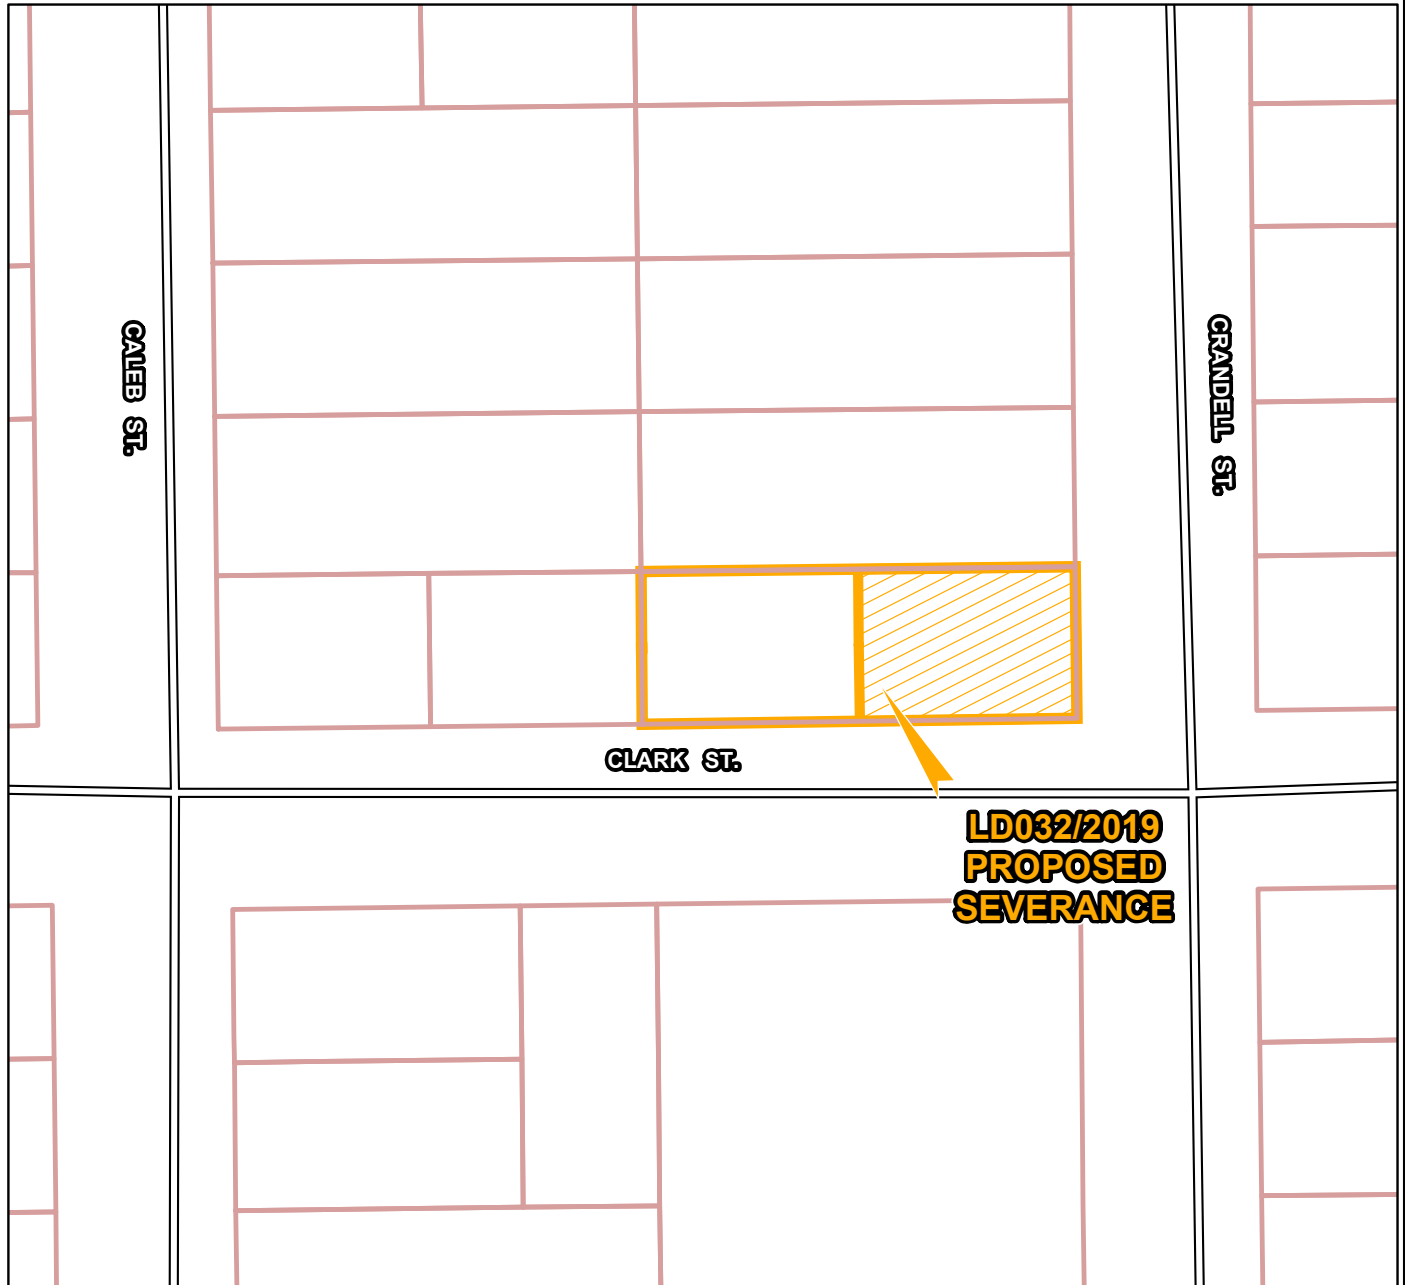 CALEB ST.
CRANDELL ST.
CLARK ST.
LD032/2019
PROPOSED
SEVERANCE